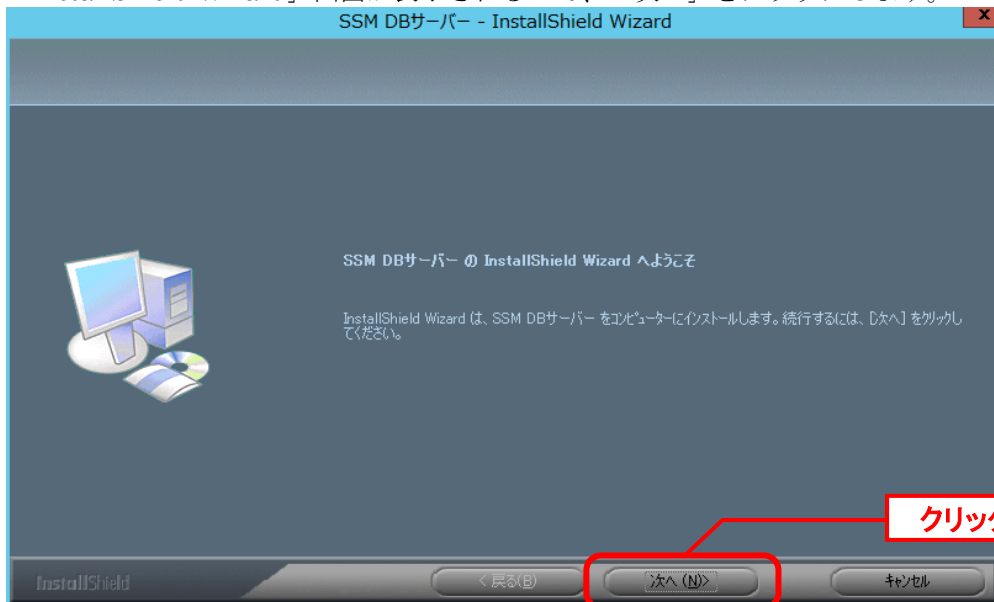 SSM DBサーバー - InstallShield Wizard
x
SSM DBサーバー の InstallShield Wizard へようこそ
InstallShield Wizard は、SSM DBサーバー をコンピューターにインストールします。続行するには、[次へ] をクリックし
てください。
クリック
InstallShield
< 戻る(B)
次へ (N)>
キャンセル